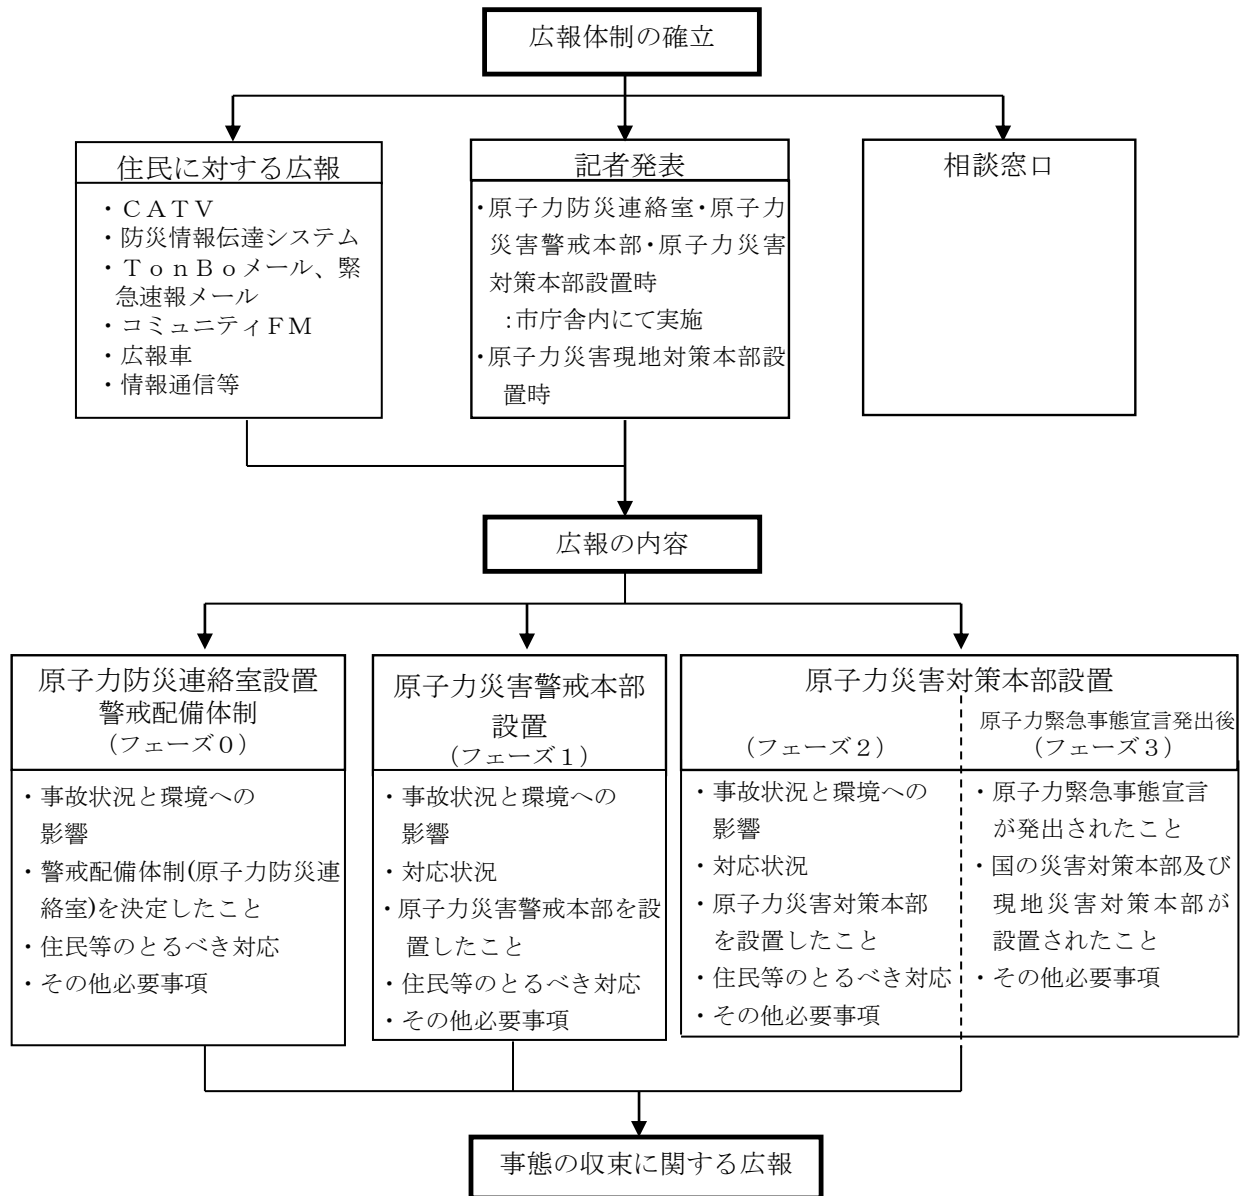 広報体制の確立
住民に対する広報
・ＣＡＴＶ
・防災情報伝達システム
・ＴｏｎＢｏメール、緊
急速報メール
・コミュニティＦＭ
・広報車
・情報通信等
記者発表
・原子力防災連絡室・原子力
災害警戒本部・原子力災害
対策本部設置時
:市庁舎内にて実施
・原子力災害現地対策本部設
置時
相談窓口
広報の内容
原子力防災連絡室設置
警戒配備体制
（フェーズ０）
・事故状況と環境への
影響
・警戒配備体制(原子力防災連
絡室)を決定したこと
・住民等のとるべき対応
・その他必要事項
原子力災害警戒本部
設置
（フェーズ１）
・事故状況と環境への
影響
・対応状況
・原子力災害警戒本部を設
置したこと
・住民等のとるべき対応
・その他必要事項
原子力災害対策本部設置
（フェーズ２）
・事故状況と環境への
影響
・対応状況
・原子力災害対策本部
を設置したこと
・住民等のとるべき対応
・その他必要事項
原子力緊急事態宣言発出後
（フェーズ３）
・原子力緊急事態宣言
が発出されたこと
・国の災害対策本部及び
現地災害対策本部が
設置されたこと
・その他必要事項
事態の収束に関する広報